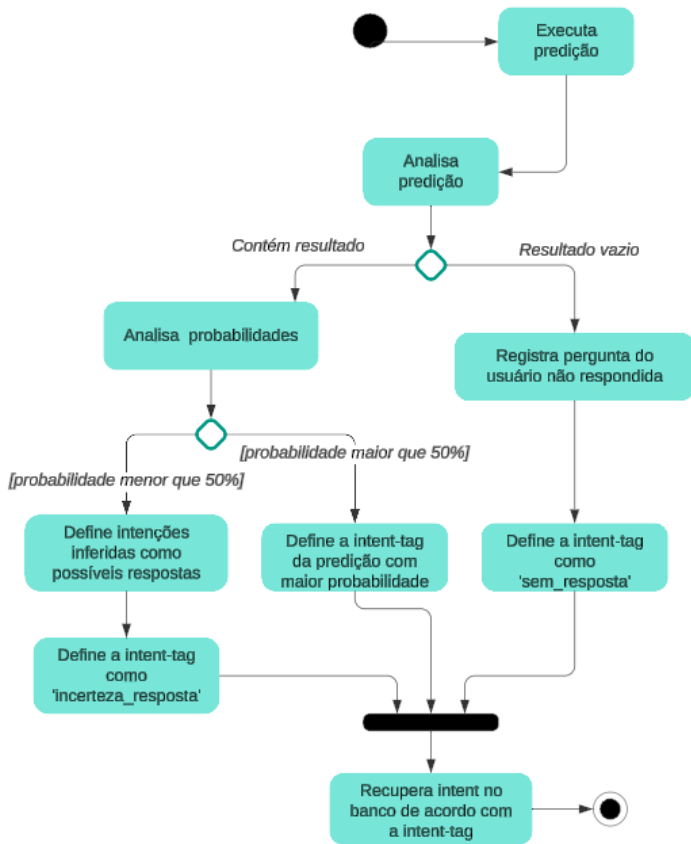 Executa
predição
Analisa
predição
Contém resultado
Resultado vazio
Analisa probabilidades
Registra pergunta do
usuário não respondida
[probabilidade maior que 50%]
[probabilidade menor que 50%]
Define intenções
inferidas como
possíveis respostas
Define a intent-tag
da predição com
maior probabilidade
Define a intent-tag
como
'sem_resposta'
Define a intent-tag
como
'incerteza_resposta'
Recupera intent no
banco de acordo com
a intent-tag